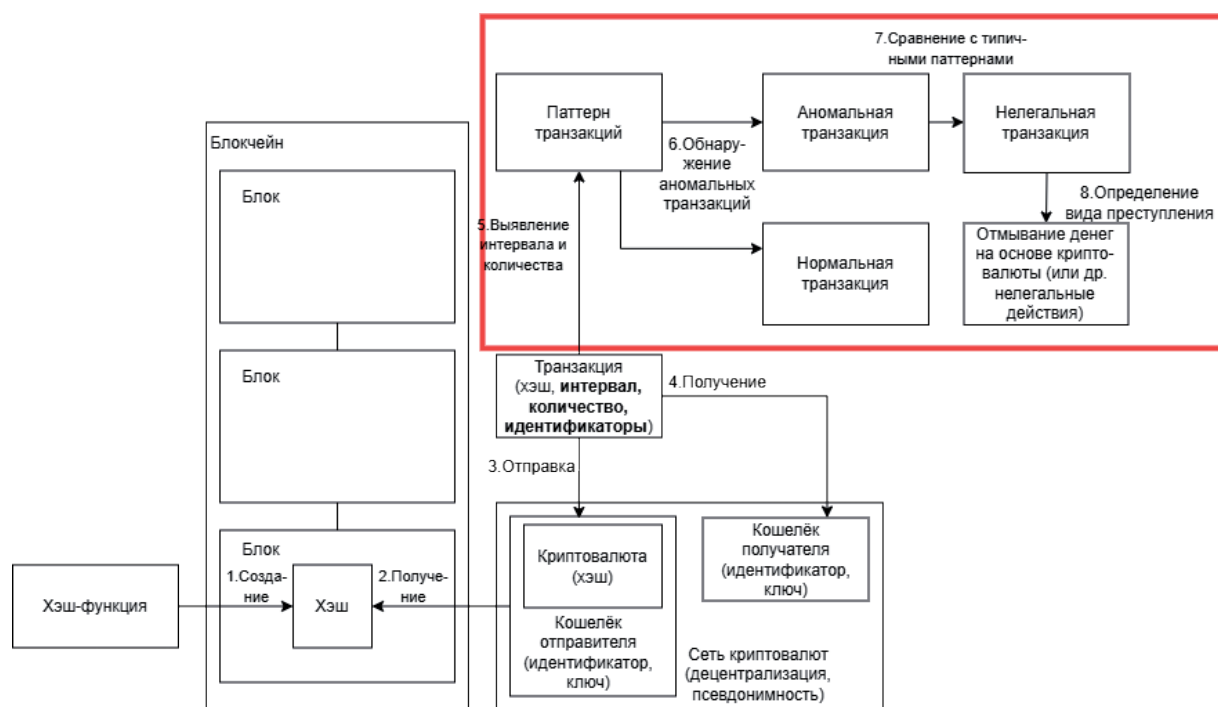 7.Сравнение с типич-
ными паттернами
Паттерн
транзакций
Аномальная
транзакция
Нелегальная
транзакция
6.Обнару-
жение
аномальных
транзакций
8.Определение
вида преступления
Блокчейн
Блок
5.Выявление
интервала и
количества
Нормальная
транзакция
Отмывание денег
на основе крипто-
валюты (или др.
нелегальные
действия)
Блок
Транзакция
(хэш, интервал,
количество,
идентификаторы)
4.Получение
3.Отправка
Блок
Хэш-функция
1.Созда-
ние
Хэш
2.Получе-
ние
Криптовалюта
(хэш)
Кошелёк
отправителя
(идентификатор,
ключ)
Кошелёк
получателя
(идентификатор,
ключ)
Сеть криптовалют
(децентрализация,
псевдонимность)